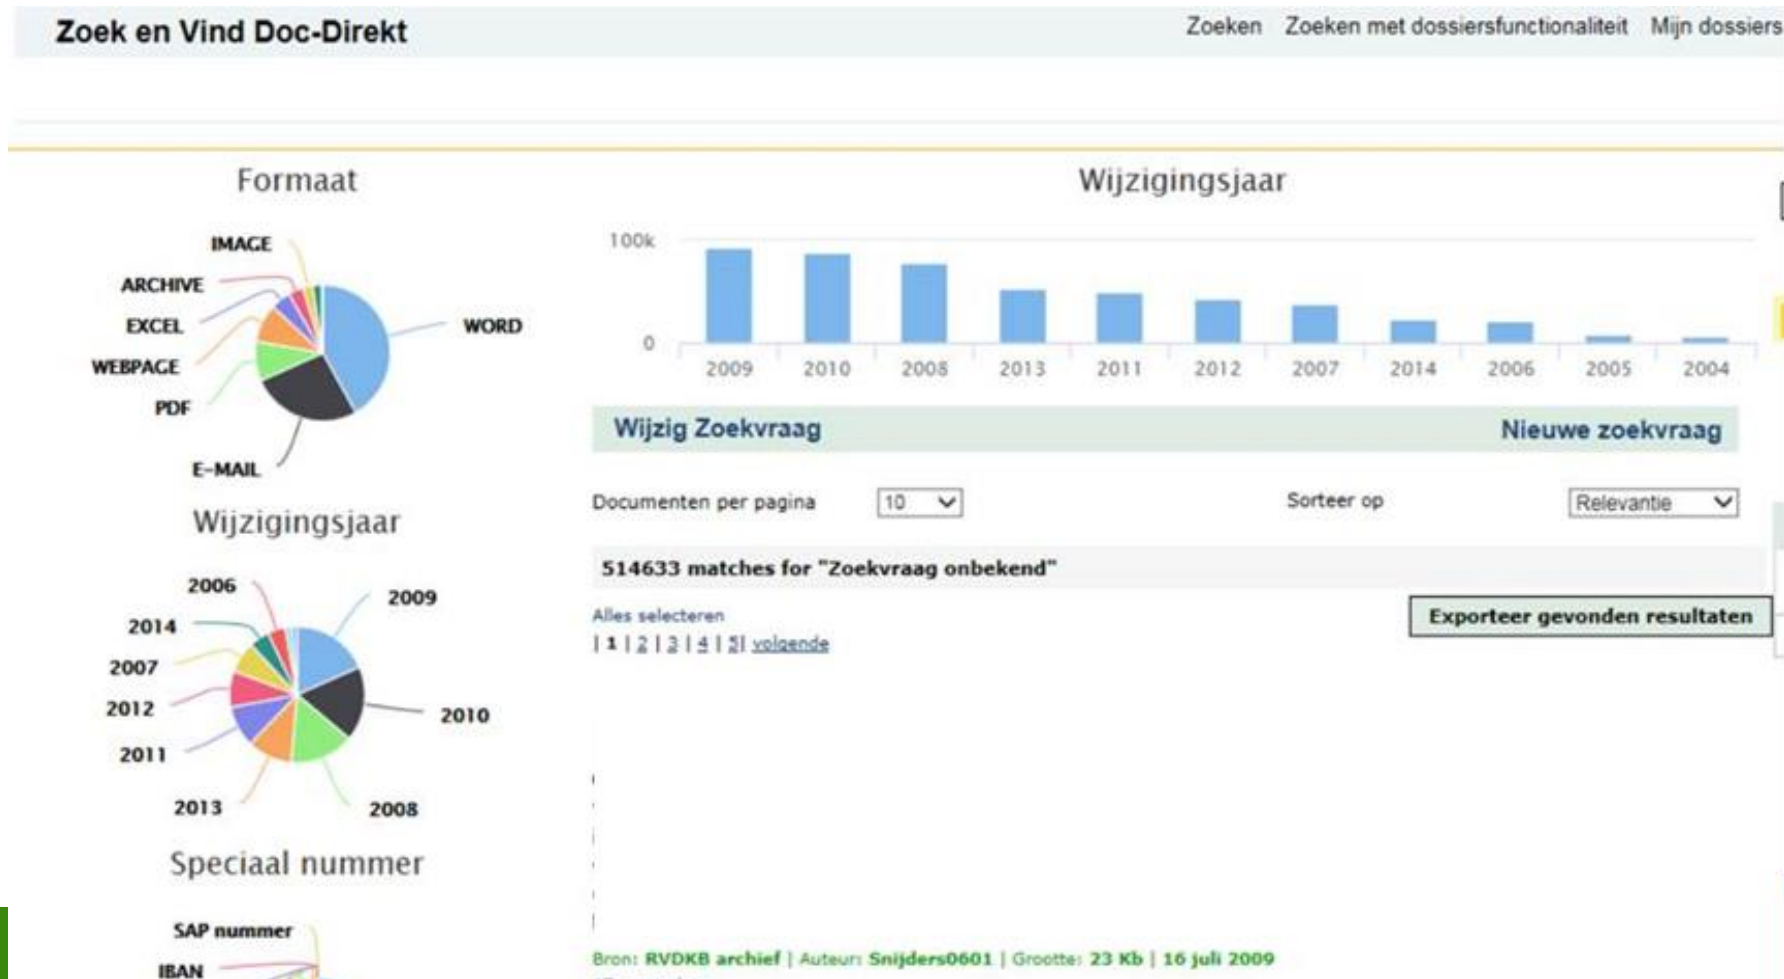 Zoek en Vind Doc-Direkt
Zoeken Zoeken met dossiersfunctionaliteit Mijn dossiers
Formaat
IMAGE
ARCHIVE
EXCEL
WEBPAGE
PDF
E-MAIL
WORD
Wijzigingsjaar
100k
0
2009 2010 2008 2013 2011 2012 2007 2014 2006 2005 2004
Wijzig Zoekvraag Nieuwe zoekvraag
Documenten per pagina 10 Sorteer op Relevantie
514633 matches for "Zoekvraag onbekend"
Alles selecteren
Exporteer gevonden resultaten
| 1 | 2 | 3 | 4 | 5| volgende
Wijzigingsjaar
2006
2009
2014
2007
2012
2010
2011
2013
2008
Speciaal nummer
SAP nummer
IBAN
Bron: RVDKB archief | Auteur: Snijders0601 | Grootte: 23 Kb | 16 juli 2009